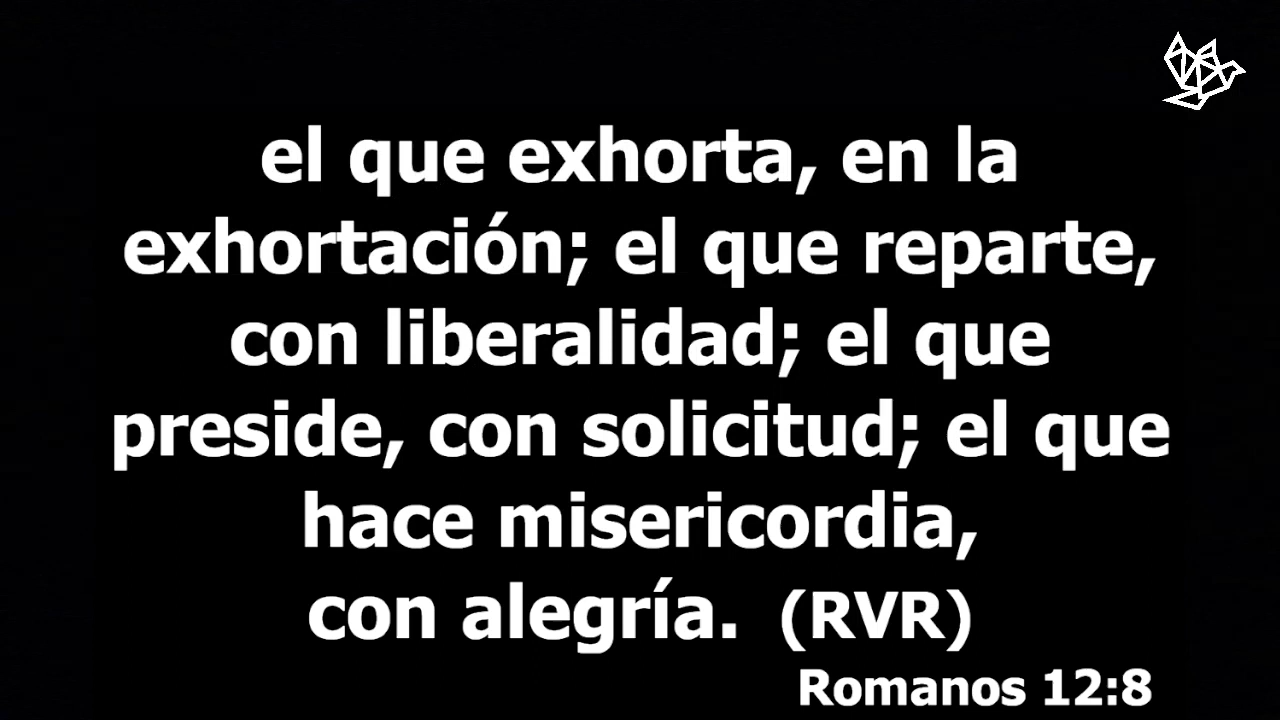 el que exhorta, en la
exhortación; el que reparte,
con liberalidad; el que
preside, con solicitud; el que
hace misericordia,
con alegría. (RVR)
Romanos 12:8